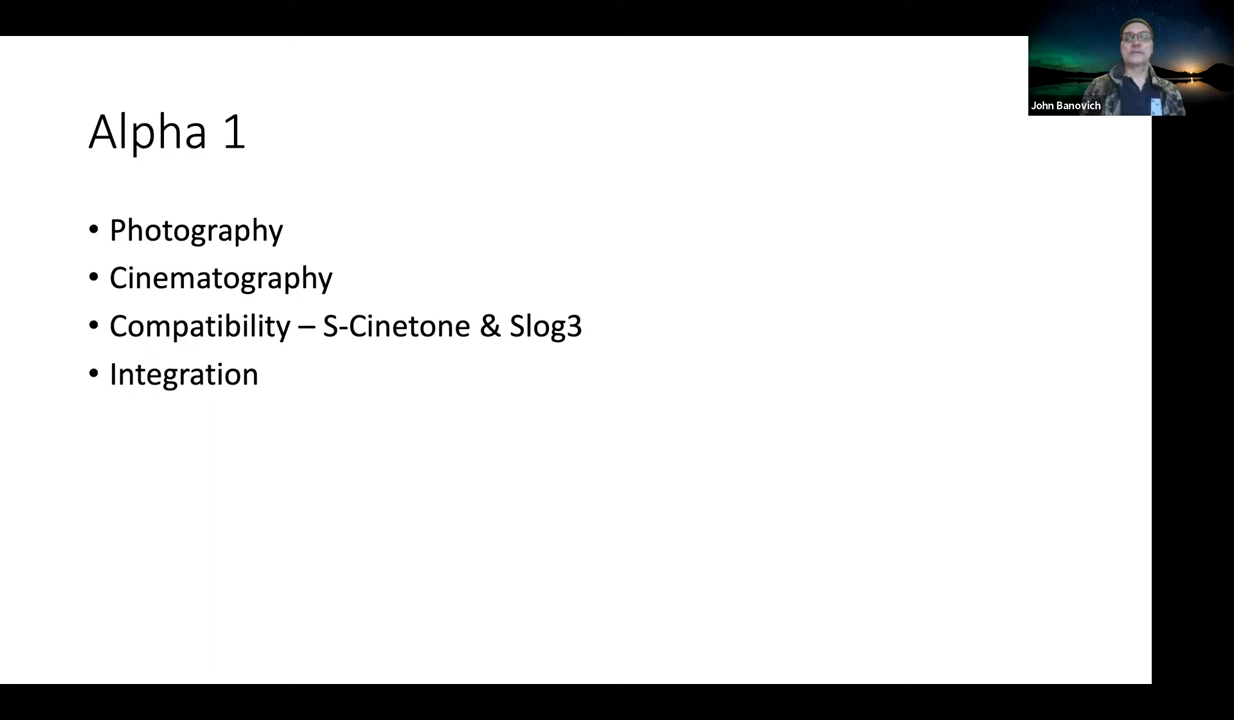 Alpha 1
• Photography
• Cinematography
• Compatibility – S-Cinetone & Slog3
• Integration
John Banovich